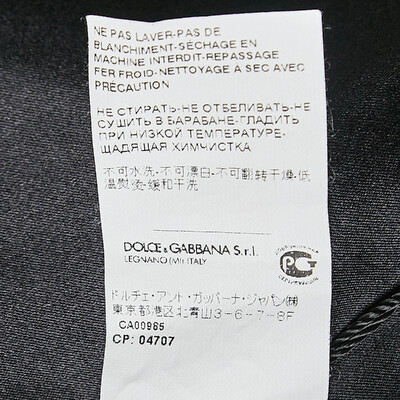 NE PAS LAVER-PAS DE
BLANCHIMENT-SÉCHAGE EN
MACHINE INTERDIT-REPASSAGE
FER FROID-NETTOYAGE A SEC AVEC
PRÉCAUTION
НЕ СТИРАТЬ-НЕ ОТБЕЛИВАТЬ-НЕ
СУШИТЬ В БАРАБАНЕ-ГЛАДИТЬ
ПРИ НИЗКОЙ ТЕМПЕРАТУРЕ-
ЩАДЯЩАЯ ХИМЧИСТКА
不可水洗-不可漂白-不可翻转干燥-低
温熨烫-缓和干洗
DOLCE & GABBANA S.r.l.
LEGNANO (MI) ITALY
ドルチェ・アンド・ガッバーナ・ジャパン㈱
東京都港区北青山3-6-7-8F
CA00985
CP: 04707